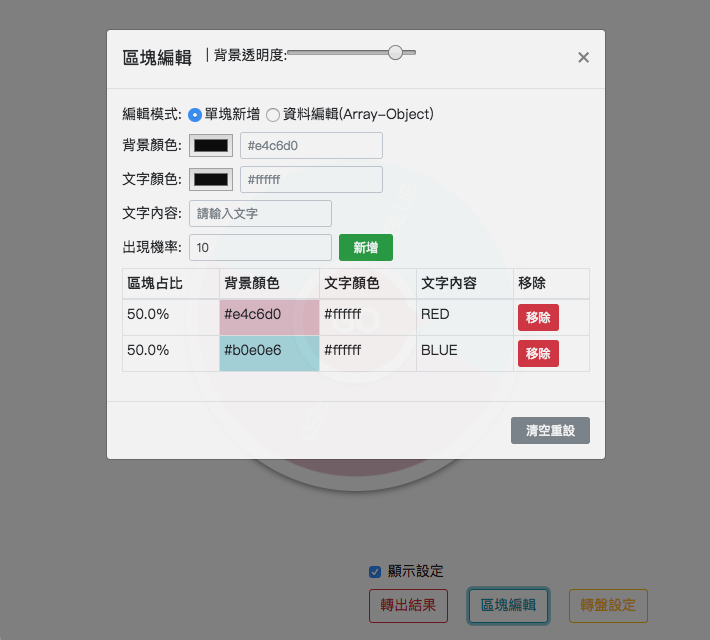 區塊編輯 | 背景透明度:
×
編輯模式: 單塊新增 資料編輯(Array-Object)
背景顏色: #e4c6d0
文字顏色: #ffffff
文字內容: 請輸入文字
出現機率: 10 新增
區塊占比 背景顏色 文字顏色 文字內容 移除
50.0% #e4c6d0 #ffffff RED 移除
GO
50.0% #b0e0e6 #ffffff BLUE 移除
清空重設
顯示設定
轉出結果 區塊編輯 轉盤設定